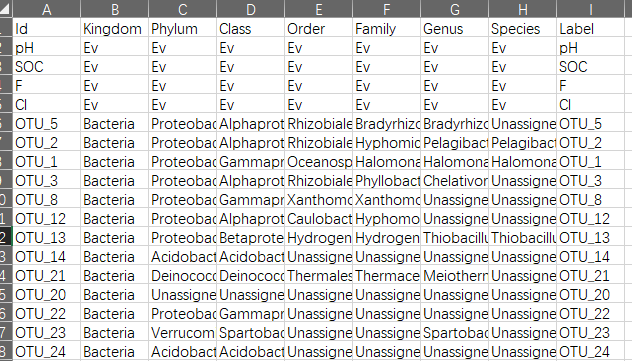 A B C D E F G H I
Id Kingdom Phylum Class Order Family Genus Species Label
pH Ev Ev Ev Ev Ev Ev Ev pH
SOC Ev Ev Ev Ev Ev Ev Ev SOC
F Ev Ev Ev Ev Ev Ev Ev F
Cl Ev Ev Ev Ev Ev Ev Ev Cl
OTU_5 Bacteria Proteobac Alphaprot Rhizobiale Bradyrhizo Bradyrhizo Unassigne OTU_5
OTU_2 Bacteria Proteobac Alphaprot Rhizobiale Hyphomic Pelagibact Pelagibact OTU_2
OTU_1 Bacteria Proteobac Gammapr Oceanosp Halomona Halomona Halomona OTU_1
OTU_3 Bacteria Proteobac Alphaprot Rhizobiale Phyllobact Chelativor Unassigne OTU_3
OTU_8 Bacteria Proteobac Gammapr Xanthomo Xanthomo Unassigne Unassigne OTU_8
OTU_12 Bacteria Proteobac Alphaprot Caulobact Hyphomo Unassigne Unassigne OTU_12
OTU_13 Bacteria Proteobac Betaprote Hydrogen Hydrogen Thiobacillu Thiobacillu OTU_13
OTU_14 Bacteria Acidobact Acidobact Unassigne Unassigne Unassigne Unassigne OTU_14
OTU_21 Bacteria Deinococc Deinococc Thermales Thermace Meiotherm Unassigne OTU_21
OTU_20 Bacteria Unassigne Unassigne Unassigne Unassigne Unassigne Unassigne OTU_20
OTU_22 Bacteria Proteobac Gammapr Unassigne Unassigne Unassigne Unassigne OTU_22
OTU_23 Bacteria Verrucom Spartobac Unassigne Unassigne Spartobac Unassigne OTU_23
OTU_24 Bacteria Acidobact Acidobact Unassigne Unassigne Unassigne Unassigne OTU_24